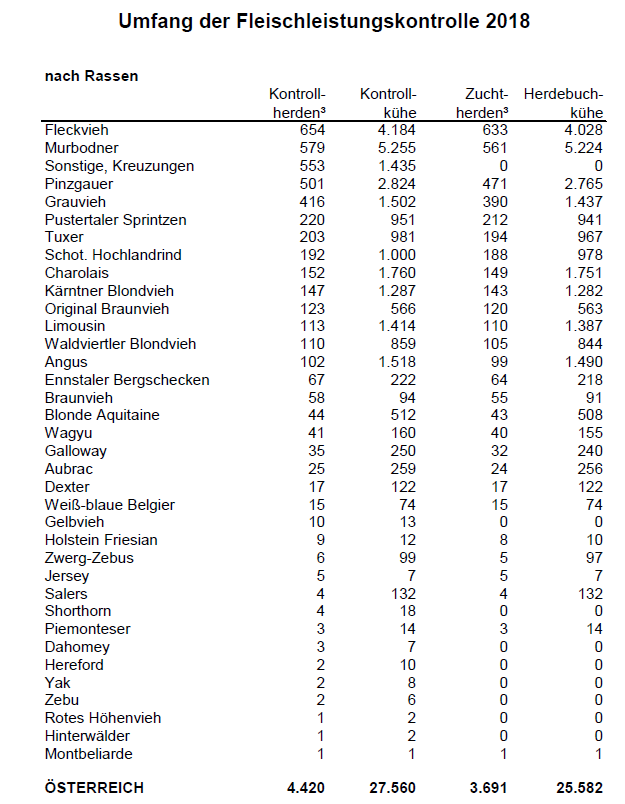 Umfang der Fleischleistungskontrolle 2018
nach Rassen
Kontroll- Kontroll- Zucht- Herdebuch-
herden³ kühe herden³ kühe
Fleckvieh 654 4.184 633 4.028
Murbodner 579 5.255 561 5.224
Sonstige, Kreuzungen 553 1.435 0 0
Pinzgauer 501 2.824 471 2.765
Grauvieh 416 1.502 390 1.437
Pustertaler Sprintzen 220 951 212 941
Tuxer 203 981 194 967
Schot. Hochlandrind 192 1.000 188 978
Charolais 152 1.760 149 1.751
Kärntner Blondvieh 147 1.287 143 1.282
Original Braunvieh 123 566 120 563
Limousin 113 1.414 110 1.387
Waldviertler Blondvieh 110 859 105 844
Angus 102 1.518 99 1.490
Ennstaler Bergschecken 67 222 64 218
Braunvieh 58 94 55 91
Blonde Aquitaine 44 512 43 508
Wagyu 41 160 40 155
Galloway 35 250 32 240
Aubrac 25 259 24 256
Dexter 17 122 17 122
Weiß-blaue Belgier 15 74 15 74
Gelbvieh 10 13 0 0
Holstein Friesian 9 12 8 10
Zwerg-Zebus 6 99 5 97
Jersey 5 7 5 7
Salers 4 132 4 132
Shorthorn 4 18 0 0
Piemonteser 3 14 3 14
Dahomey 3 7 0 0
Hereford 2 10 0 0
Yak 2 8 0 0
Zebu 2 6 0 0
Rotes Höhenvieh 1 2 0 0
Hinterwälder 1 2 0 0
Montbeliarde 1 1 1 1
ÖSTERREICH 4.420 27.560 3.691 25.582